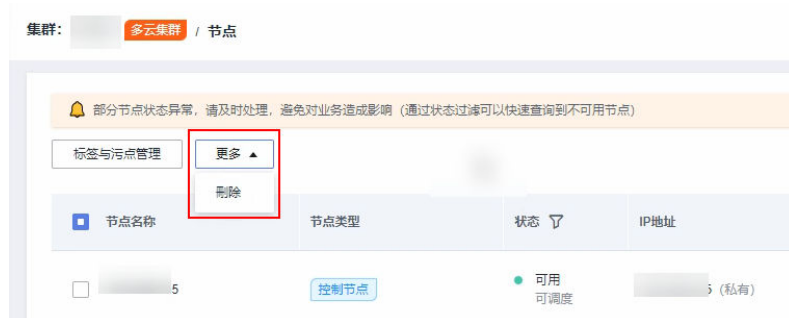 集群： 多云集群 / 节点
部分节点状态异常，请及时处理，避免对业务造成影响（通过状态过滤可以快速查询到不可用节点）
标签与污点管理 更多
删除
节点名称 节点类型 状态 IP地址
5 控制节点 可用 （私有）
可调度